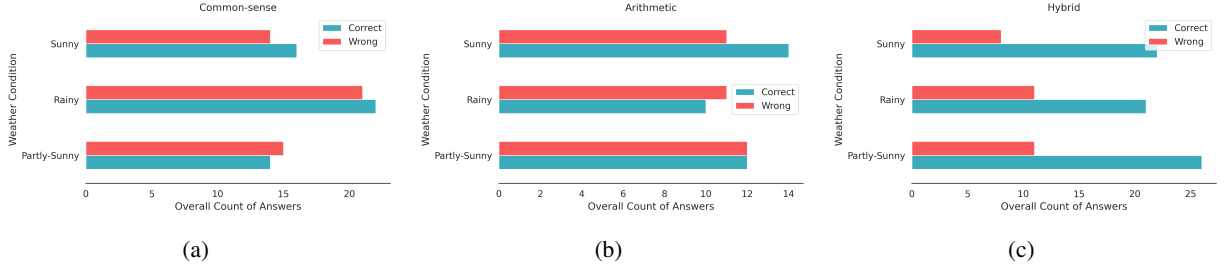 Common-sense
Weather Condition
Sunny
Rainy
Partly-Sunny
Correct
Wrong
0 5 10 15 20
Overall Count of Answers
(a)
Arithmetic
Weather Condition
Sunny
Rainy
Partly-Sunny
Correct
Wrong
0 2 4 6 8 10 12 14
Overall Count of Answers
(b)
Hybrid
Weather Condition
Sunny
Rainy
Partly-Sunny
Correct
Wrong
0 5 10 15 20 25
Overall Count of Answers
(c)